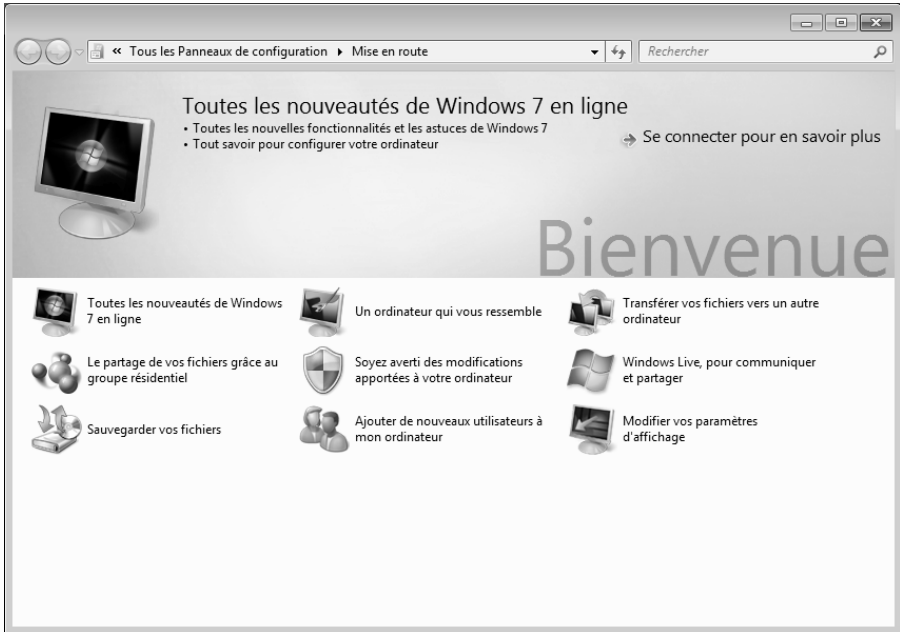 « Tous les Panneaux de configuration ▸ Mise en route
Rechercher
Toutes les nouveautés de Windows 7 en ligne
• Toutes les nouvelles fonctionnalités et les astuces de Windows 7
• Tout savoir pour configurer votre ordinateur
Se connecter pour en savoir plus
Bienvenue
Toutes les nouveautés de Windows
7 en ligne
Un ordinateur qui vous ressemble
Transférer vos fichiers vers un autre
ordinateur
Le partage de vos fichiers grâce au
groupe résidentiel
Soyez averti des modifications
apportées à votre ordinateur
Windows Live, pour communiquer
et partager
Sauvegarder vos fichiers
Ajouter de nouveaux utilisateurs à
mon ordinateur
Modifier vos paramètres
d'affichage